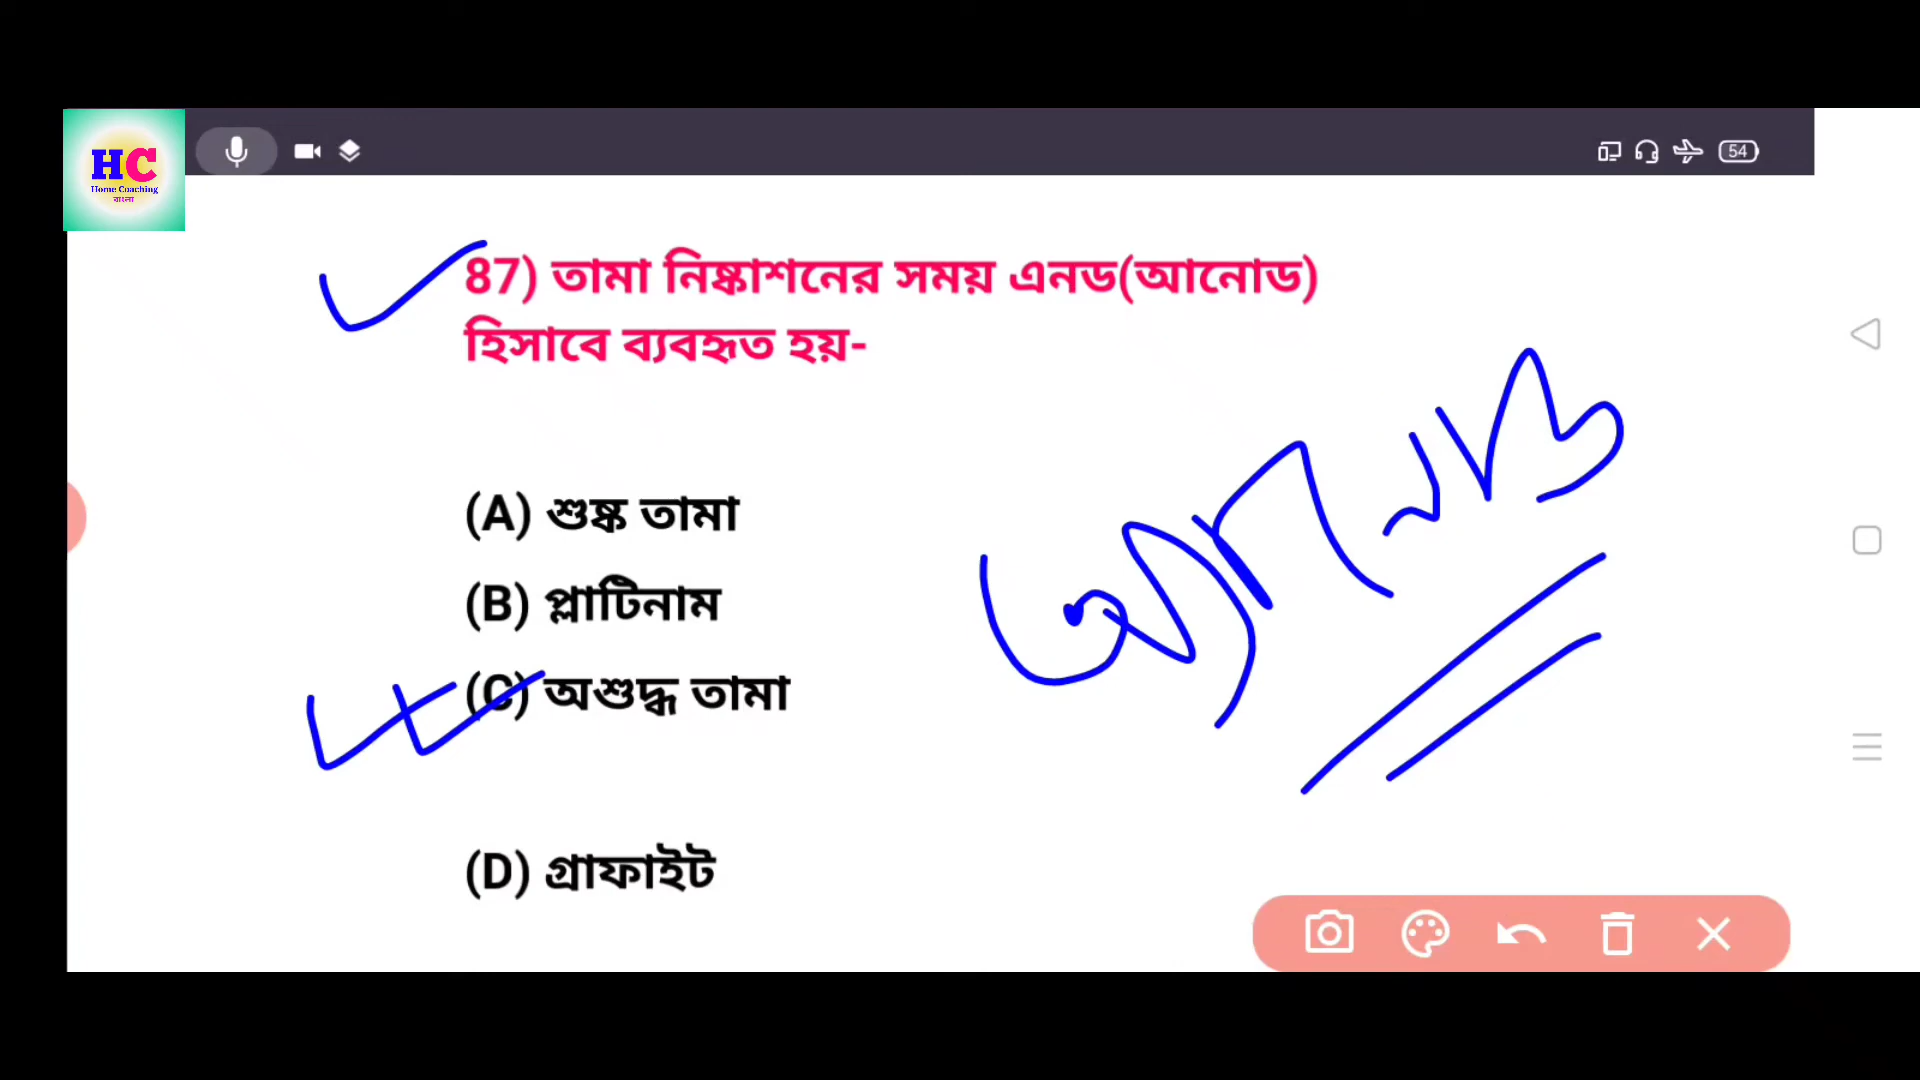 HC
Home Coaching
বাংলা
54
87) তামা নিষ্কাশনের সময় এনড(আনোড)
হিসাবে ব্যবহৃত হয়-
(A) শুষ্ক তামা
(B) প্লাটিনাম
(C) অশুদ্ধ তামা
(D) গ্রাফাইট